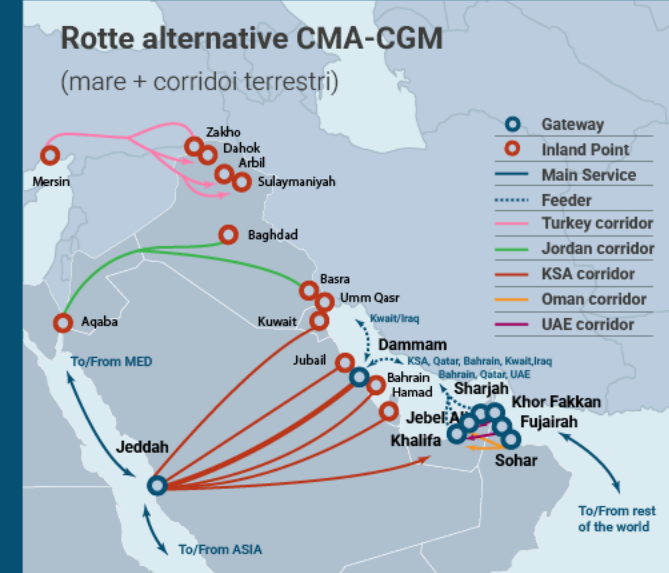 Rotte alternative CMA-CGM
(mare + corridoi terrestri)
Gateway
Inland Point
Main Service
Feeder
Turkey corridor
Jordan corridor
KSA corridor
Oman corridor
UAE corridor
Zakho
Dahok
Arbil
Sulaymaniyah
Mersin
Baghdad
Basra
Umm Qasr
Aqaba
Kuwait
Kwait/Iraq
Dammam
To/From MED
Jubail
KSA, Qatar, Bahrain, Kwait,Iraq
Bahrain, Qatar, UAE
Bahrain
Hamad
Sharjah
Khor Fakkan
Jebel Al
Fujairah
Khalifa
Jeddah
Sohar
To/From rest
of the world
To/From ASIA